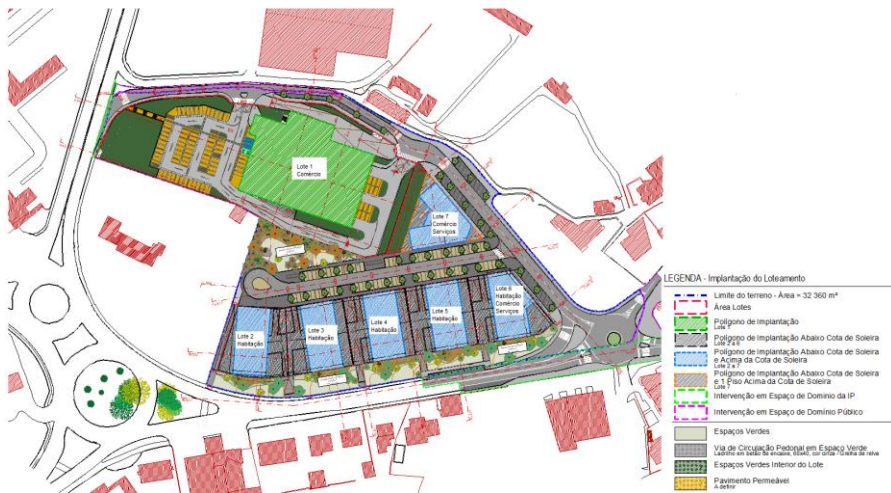 Lote 1
Comércio
Lote 7
Comércio
Serviços
Lote 6
Habitação
Comércio
Serviços
Lote 5
Habitação
Lote 4
Habitação
Lote 3
Habitação
Lote 2
Habitação
LEGENDA - Implantação do Loteamento
Limite do terreno - Área = 32 360 m²
Área Lotes
Polígono de Implantação
Lote 1
Polígono de Implantação Abaixo Cota de Soleira
Lote 2 a 6
Polígono de Implantação Abaixo Cota de Soleira
e Acima da Cota de Soleira
Lote 2 a 7
Polígono de Implantação Abaixo Cota de Soleira
e 1 Piso Acima da Cota de Soleira
Lote 7
Intervenção em Espaço de Domínio da IP
Intervenção em Espaço de Domínio Público
Espaços Verdes
Via de Circulação Pedonal em Espaço Verde
Espaços Verdes Interior do Lote
Pavimento Permeável
A definir